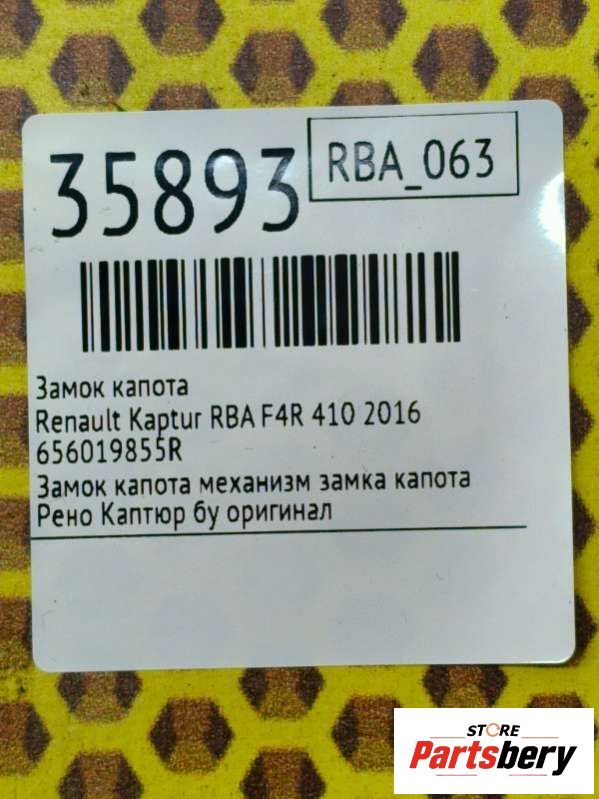 35893
RBA_063
Замок капота
Renault Kaptur RBA F4R 410 2016
656019855R
Замок капота механизм замка капота
Рено Каптюр бу оригинал
STORE
Partsbery